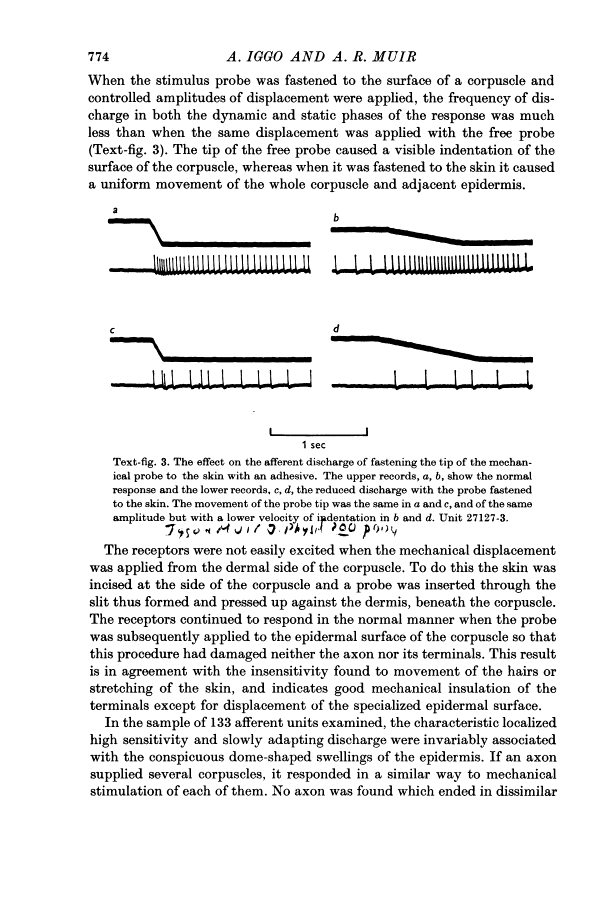 774
A. IGGO AND A. R. MUIR
When the stimulus probe was fastened to the surface of a corpuscle and
controlled amplitudes of displacement were applied, the frequency of dis-
charge in both the dynamic and static phases of the response was much
less than when the same displacement was applied with the free probe
(Text-fig. 3). The tip of the free probe caused a visible indentation of the
surface of the corpuscle, whereas when it was fastened to the skin it caused
a uniform movement of the whole corpuscle and adjacent epidermis.
a
b
c
d
1 sec
Text-fig. 3. The effect on the afferent discharge of fastening the tip of the mechan-
ical probe to the skin with an adhesive. The upper records, a, b, show the normal
response and the lower records, c, d, the reduced discharge with the probe fastened
to the skin. The movement of the probe tip was the same in a and c, and of the same
amplitude but with a lower velocity of indentation in b and d. Unit 27127-3.
The receptors were not easily excited when the mechanical displacement
was applied from the dermal side of the corpuscle. To do this the skin was
incised at the side of the corpuscle and a probe was inserted through the
slit thus formed and pressed up against the dermis, beneath the corpuscle.
The receptors continued to respond in the normal manner when the probe
was subsequently applied to the epidermal surface of the corpuscle so that
this procedure had damaged neither the axon nor its terminals. This result
is in agreement with the insensitivity found to movement of the hairs or
stretching of the skin, and indicates good mechanical insulation of the
terminals except for displacement of the specialized epidermal surface.
In the sample of 133 afferent units examined, the characteristic localized
high sensitivity and slowly adapting discharge were invariably associated
with the conspicuous dome-shaped swellings of the epidermis. If an axon
supplied several corpuscles, it responded in a similar way to mechanical
stimulation of each of them. No axon was found which ended in dissimilar